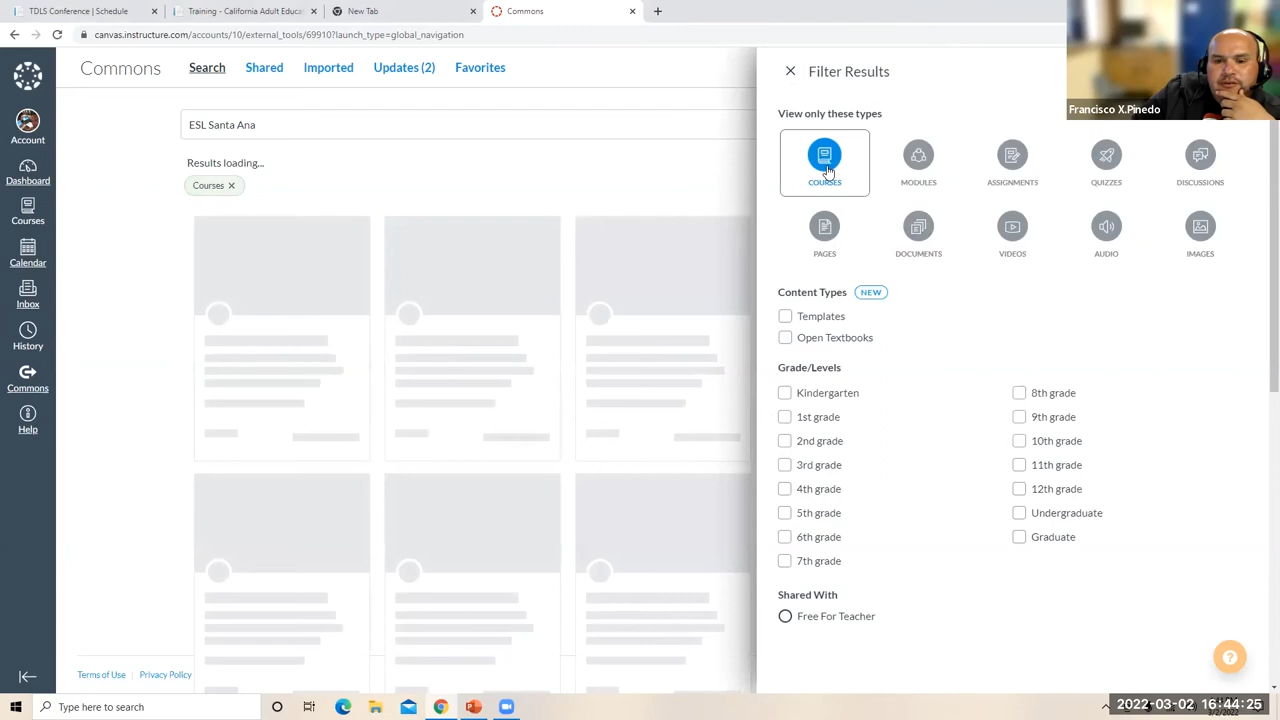 TDLS Conference | Schedule
Training - California Adult Educa
New Tab
Commons
canvas.instructure.com/accounts/10/external_tools/69910?launch_type=global_navigation
Francisco X.Pinedo
Commons
Search
Shared
Imported
Updates (2)
Favorites
ESL Santa Ana
Results loading...
Courses
Account
Dashboard
Courses
Calendar
Inbox
History
Commons
Help
Filter Results
View only these types
COURSES
MODULES
ASSIGNMENTS
QUIZZES
DISCUSSIONS
PAGES
DOCUMENTS
VIDEOS
AUDIO
IMAGES
Content Types NEW
Templates
Open Textbooks
Grade/Levels
Kindergarten
1st grade
2nd grade
3rd grade
4th grade
5th grade
6th grade
7th grade
8th grade
9th grade
10th grade
11th grade
12th grade
Undergraduate
Graduate
Shared With
Free For Teacher
Terms of Use
Privacy Policy
Type here to search
2022-03-02 16:44:25